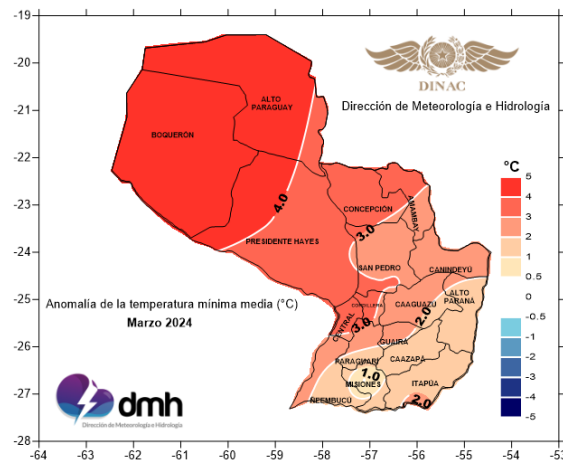 DINAC
Dirección de Meteorología e Hidrología
-19
-20
-21
-22
-23
-24
-25
-26
-27
-28
-64
-63
-62
-61
-60
-59
-58
-57
-56
-55
-54
-53
ALTO
PARAGUAY
BOQUERÓN
4.0
PRESIDENTE HAYES
CONCEPCIÓN
AMAMBAY
3.0
SAN PEDRO
CANINDEYÚ
ALTO
PARANÁ
CORDILLERA
CAAGUAZÚ
CENTRAL
3.0
2.0
GUAIRA
PARAGUARÍ
CAAZAPÁ
1.0
MISIONES
ITAPÚA
ÑEEMBUCÚ
2.0
°C
5
4
3
2
1
0.5
0
-0.5
-1
-2
-3
-4
-5
Anomalía de la temperatura mínima media (°C)
Marzo 2024
dmh
Dirección de Meteorología e Hidrología